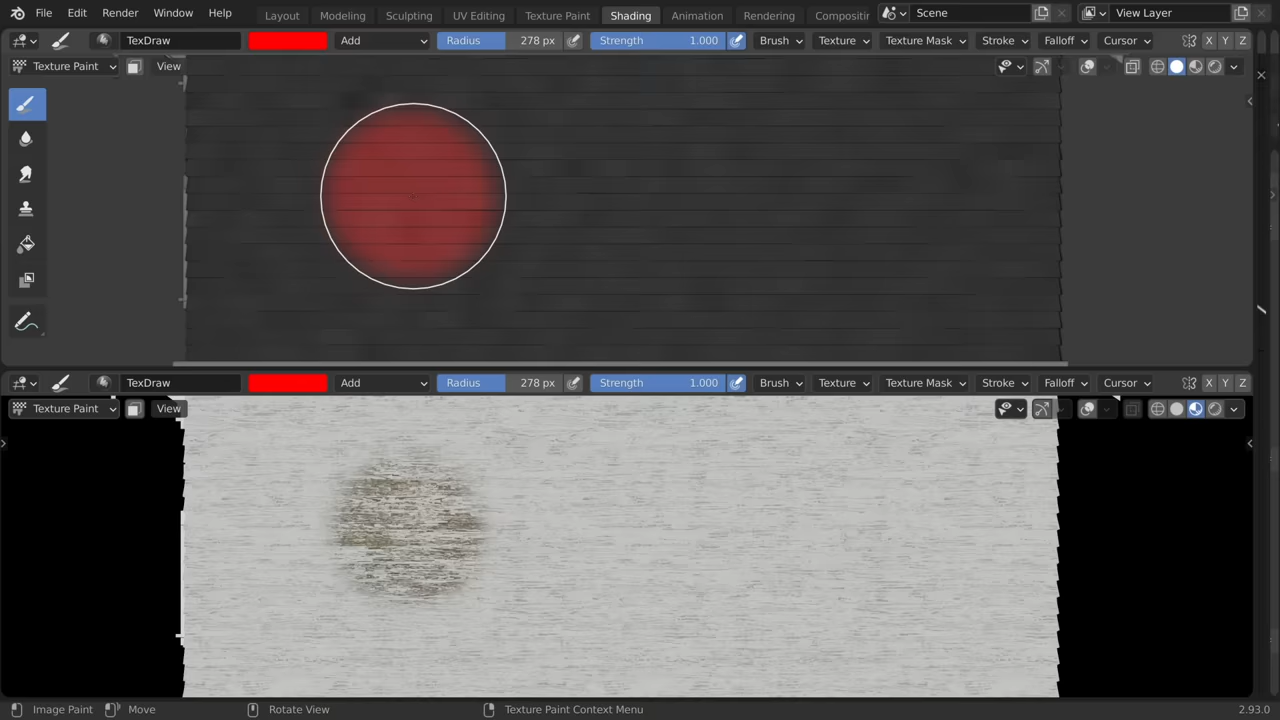 File Edit Render Window Help Layout Modeling Sculpting UV Editing Texture Paint Shading Animation Rendering Compositin Scene View Layer
TexDraw Add Radius 278 px Strength 1.000 Brush Texture Texture Mask Stroke Falloff Cursor X Y Z
Texture Paint View
TexDraw Add Radius 278 px Strength 1.000 Brush Texture Texture Mask Stroke Falloff Cursor X Y Z
Texture Paint View
Image Paint Move Rotate View Texture Paint Context Menu 2.93.0